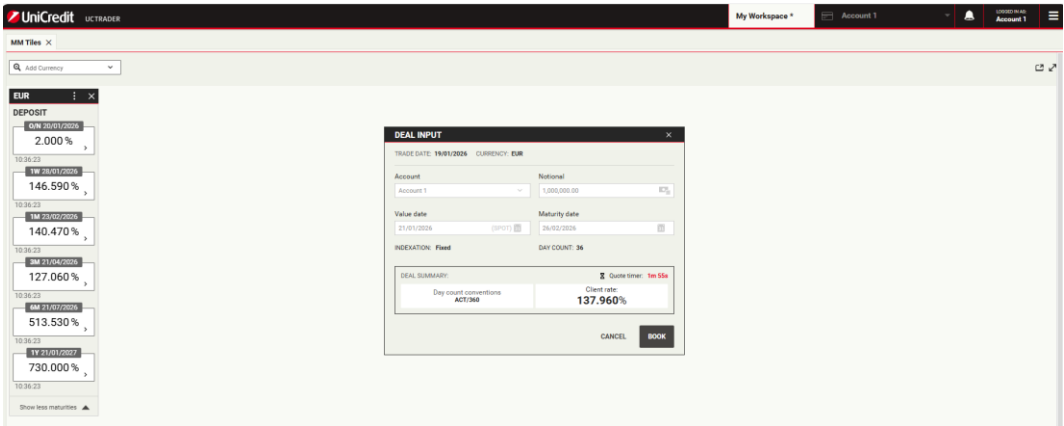 UniCredit UCTRADER
My Workspace *
Account 1
LOGGED IN AS:
Account 1
MM Tiles
Add Currency
EUR
DEPOSIT
O/N 20/01/2026
2.000 %
10:36:23
1W 28/01/2026
146.590 %
10:36:23
1M 23/02/2026
140.470 %
10:36:23
3M 21/04/2026
127.060 %
10:36:23
6M 21/07/2026
513.530 %
10:36:23
1Y 21/01/2027
730.000 %
10:36:23
Show less maturities
DEAL INPUT
TRADE DATE: 19/01/2026 CURRENCY: EUR
Account Notional
Account 1 1,000,000.00
Value date Maturity date
21/01/2026 (SPOT) 26/02/2026
INDEXATION: Fixed DAY COUNT: 36
DEAL SUMMARY: Quote timer: 1m 55s
Day count conventions
ACT/360
Client rate:
137.960%
CANCEL BOOK